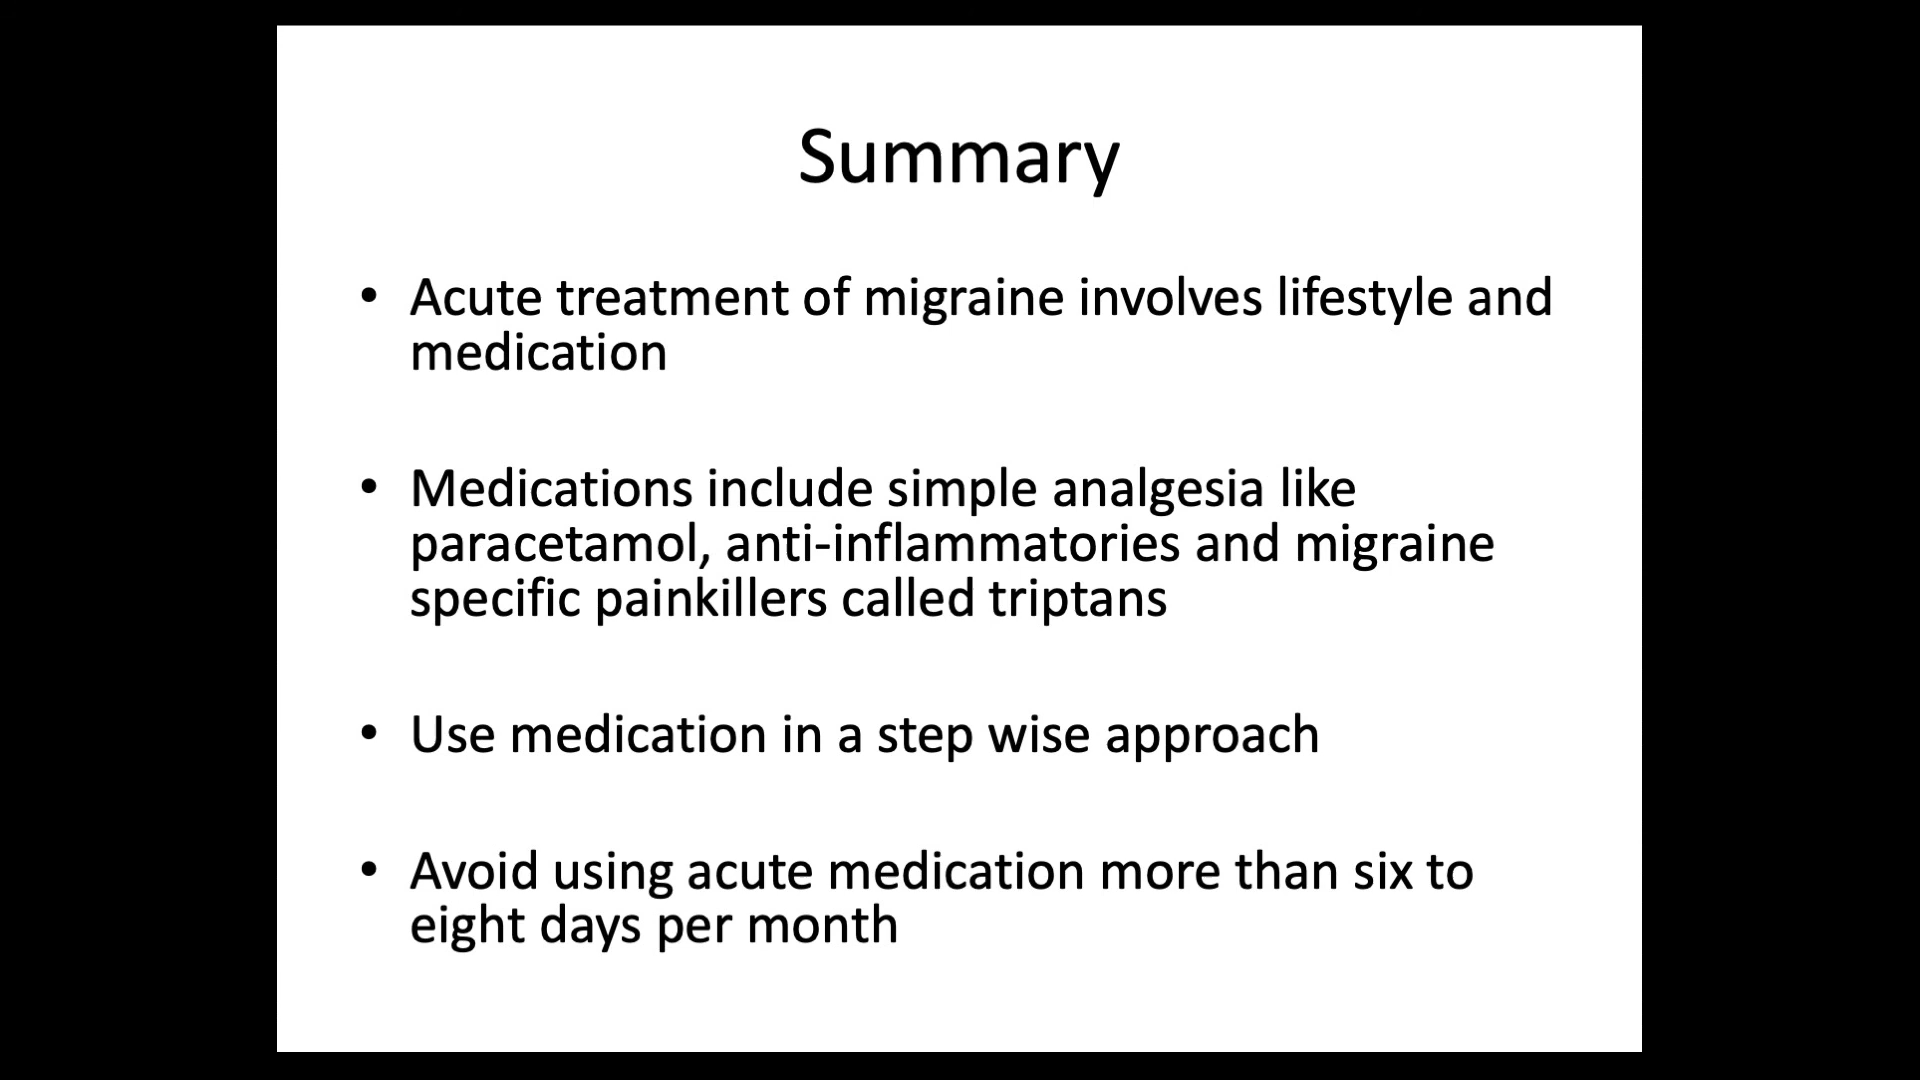 Summary
• Acute treatment of migraine involves lifestyle and
medication
• Medications include simple analgesia like
paracetamol, anti-inflammatories and migraine
specific painkillers called triptans
• Use medication in a step wise approach
• Avoid using acute medication more than six to
eight days per month